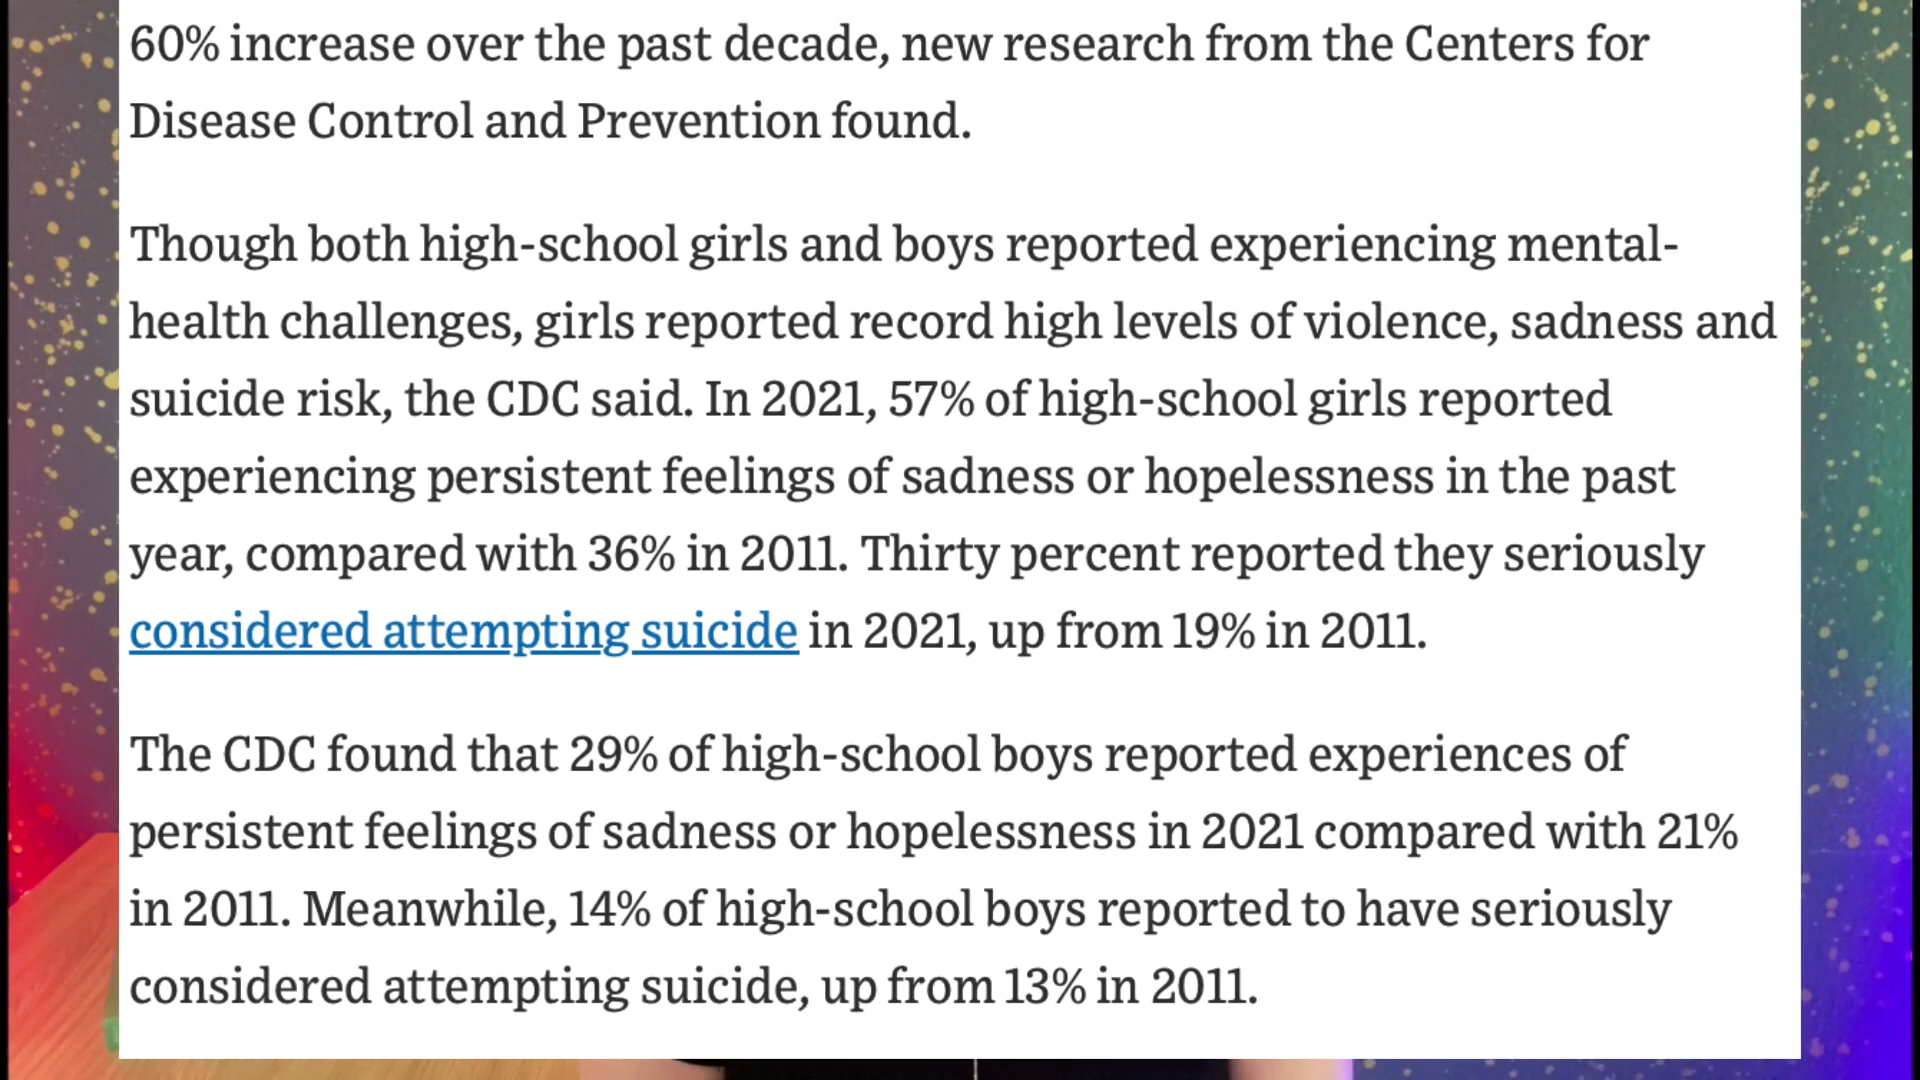 60% increase over the past decade, new research from the Centers for
Disease Control and Prevention found.
Though both high-school girls and boys reported experiencing mental-
health challenges, girls reported record high levels of violence, sadness and
suicide risk, the CDC said. In 2021, 57% of high-school girls reported
experiencing persistent feelings of sadness or hopelessness in the past
year, compared with 36% in 2011. Thirty percent reported they seriously
considered attempting suicide in 2021, up from 19% in 2011.
The CDC found that 29% of high-school boys reported experiences of
persistent feelings of sadness or hopelessness in 2021 compared with 21%
in 2011. Meanwhile, 14% of high-school boys reported to have seriously
considered attempting suicide, up from 13% in 2011.